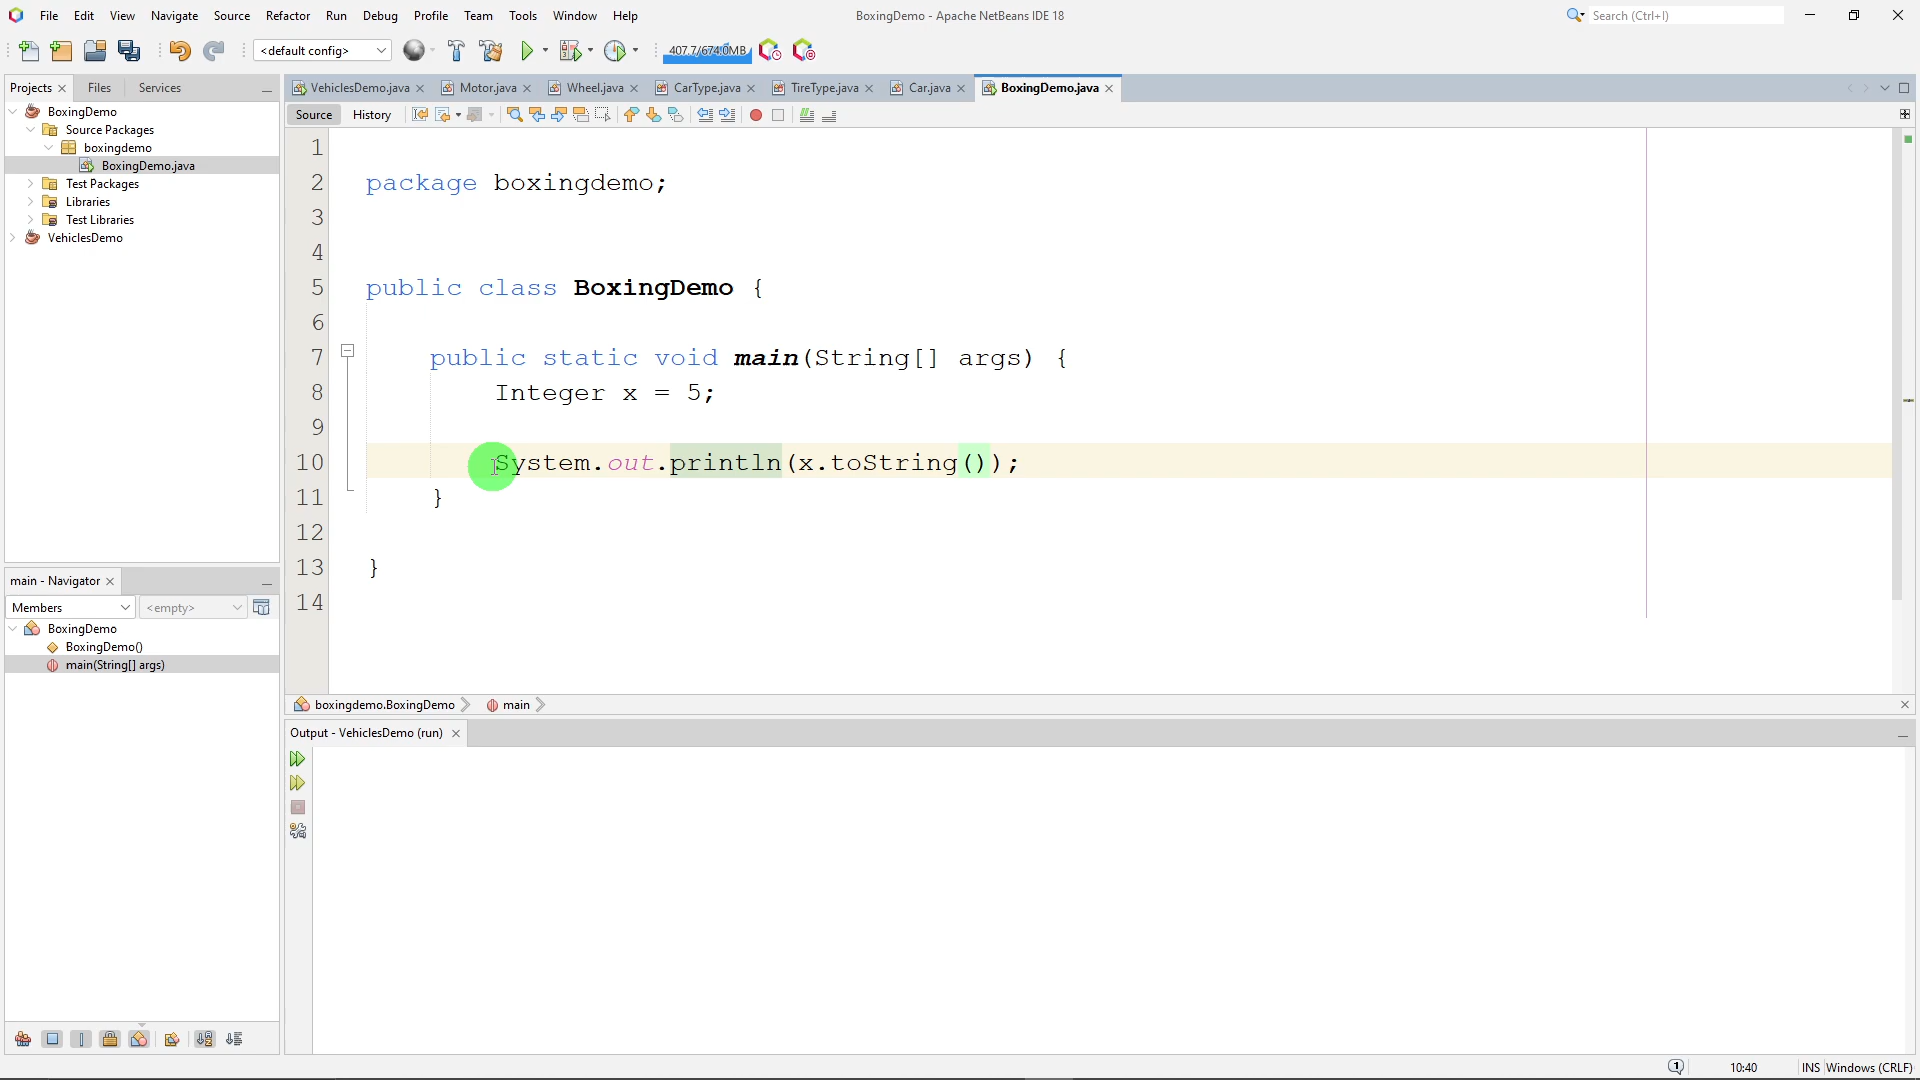 File Edit View Navigate Source Refactor Run Debug Profile Team Tools Window Help
BoxingDemo - Apache NetBeans IDE 18
Search (Ctrl+I)
<default config>
407.7/674.0MB
Projects Files Services
VehiclesDemo.java Motor.java Wheel.java CarType.java TireType.java Car.java BoxingDemo.java
BoxingDemo
Source Packages
boxingdemo
BoxingDemo.java
Test Packages
Libraries
Test Libraries
VehiclesDemo
Source History
1
2 package boxingdemo;
3
4
5 public class BoxingDemo {
6
7 public static void main(String[] args) {
8 Integer x = 5;
9
10 System.out.println(x.toString());
11 }
12
13 }
14
main - Navigator
Members <empty>
BoxingDemo
BoxingDemo()
main(String[] args)
boxingdemo.BoxingDemo main
Output - VehiclesDemo (run)
1 10:40 INS Windows (CRLF)